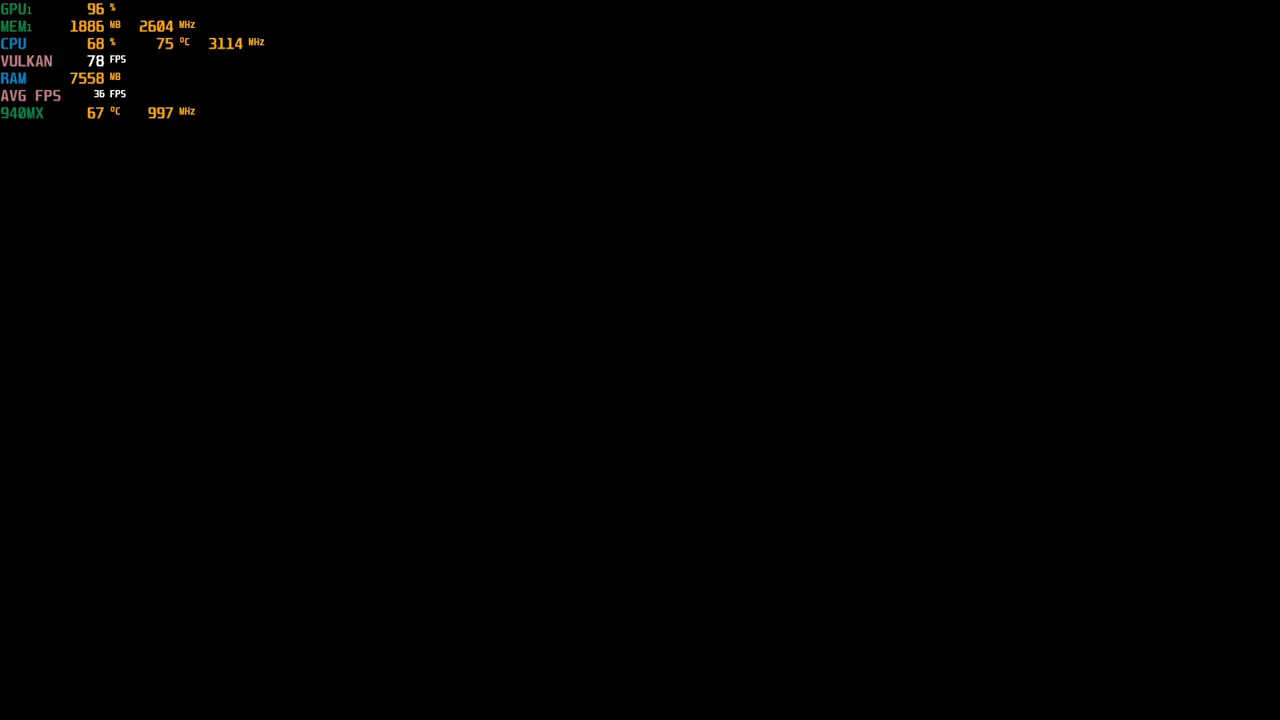 GPU1 96 %
MEM1 1886 MB 2604 MHz
CPU 68 % 75 °C 3114 MHz
VULKAN 78 FPS
RAM 7558 MB
AVG FPS 36 FPS
940MX 67 °C 997 MHz